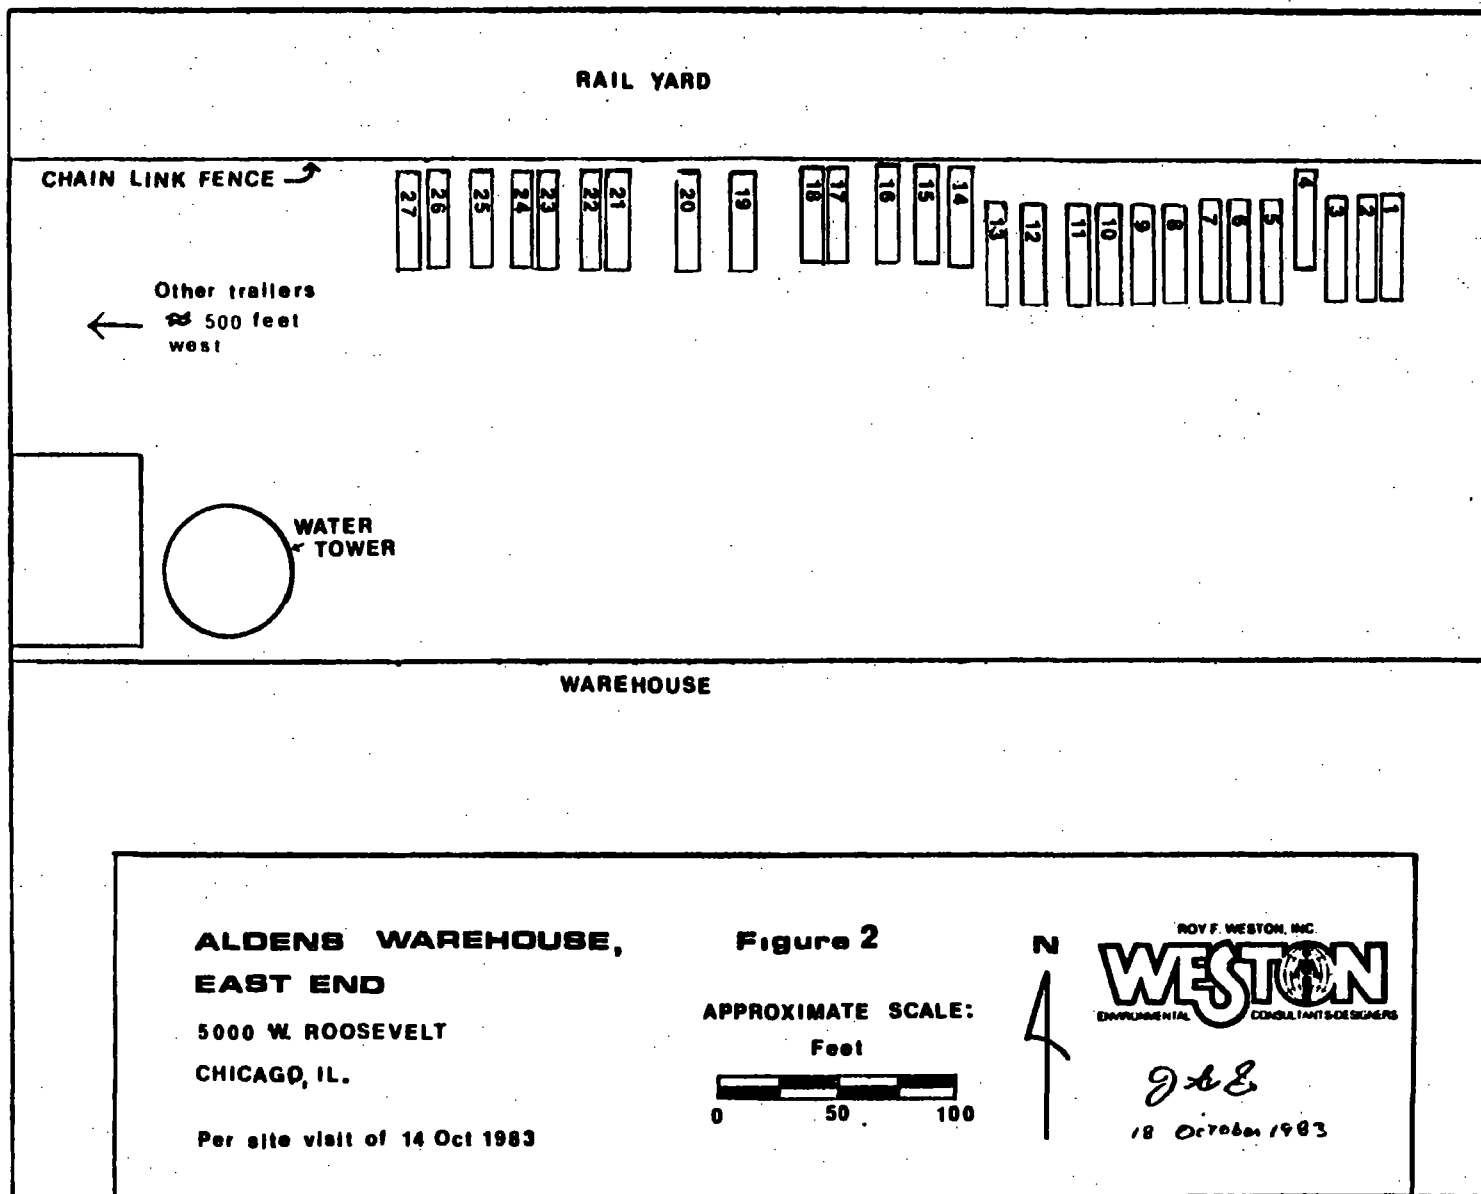 RAIL YARD
CHAIN LINK FENCE
27 26 25 24 23 22 21 20 19 18 17 16 15 14 13 12 11 10 9 8 7 6 5 4 3 2 1
Other trailers
≈ 500 feet
west
WATER
TOWER
WAREHOUSE
ALDENS WAREHOUSE,
EAST END
5000 W. ROOSEVELT
CHICAGO, IL.
Per site visit of 14 Oct 1983
Figure 2
APPROXIMATE SCALE:
Feet
0 50 100
N
ROY F. WESTON, INC.
WESTON
ENVIRONMENTAL CONSULTANTS-DESIGNERS
18 October 1983